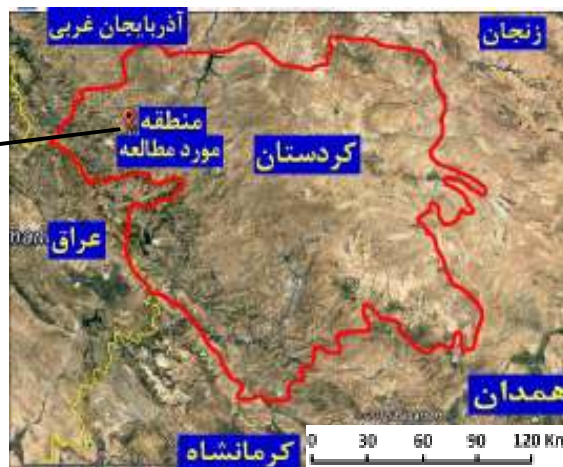 آذربایجان غربی
زنجان
منطقه
مورد مطالعه
کردستان
عراق
همدان
کرمانشاه
0 30 60 90 120 Km